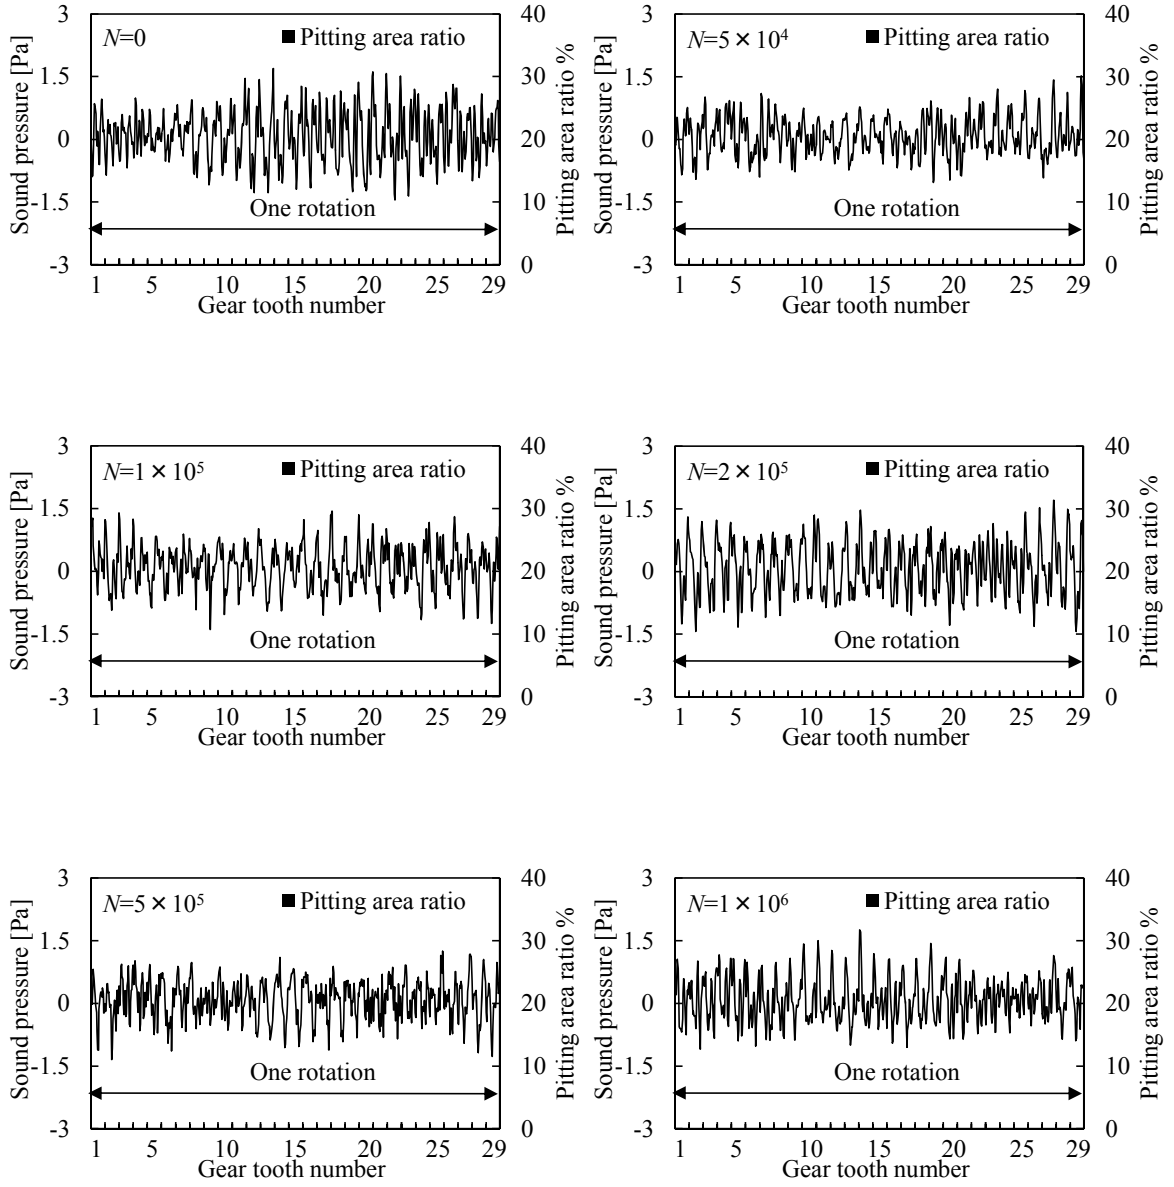 3
1.5
0
-1.5
-3
Sound pressure [Pa]
N=0
■ Pitting area ratio
One rotation
40
30
20
10
0
Pitting area ratio %
1 5 10 15 20 25 29
Gear tooth number
3
1.5
0
-1.5
-3
Sound pressure [Pa]
N=5 × 10⁴
■ Pitting area ratio
One rotation
40
30
20
10
0
Pitting area ratio %
1 5 10 15 20 25 29
Gear tooth number
3
1.5
0
-1.5
-3
Sound pressure [Pa]
N=1 × 10⁵
■ Pitting area ratio
One rotation
40
30
20
10
0
Pitting area ratio %
1 5 10 15 20 25 29
Gear tooth number
3
1.5
0
-1.5
-3
Sound pressure [Pa]
N=2 × 10⁵
■ Pitting area ratio
One rotation
40
30
20
10
0
Pitting area ratio %
1 5 10 15 20 25 29
Gear tooth number
3
1.5
0
-1.5
-3
Sound pressure [Pa]
N=5 × 10⁵
■ Pitting area ratio
One rotation
40
30
20
10
0
Pitting area ratio %
1 5 10 15 20 25 29
Gear tooth number
3
1.5
0
-1.5
-3
Sound pressure [Pa]
N=1 × 10⁶
■ Pitting area ratio
One rotation
40
30
20
10
0
Pitting area ratio %
1 5 10 15 20 25 29
Gear tooth number